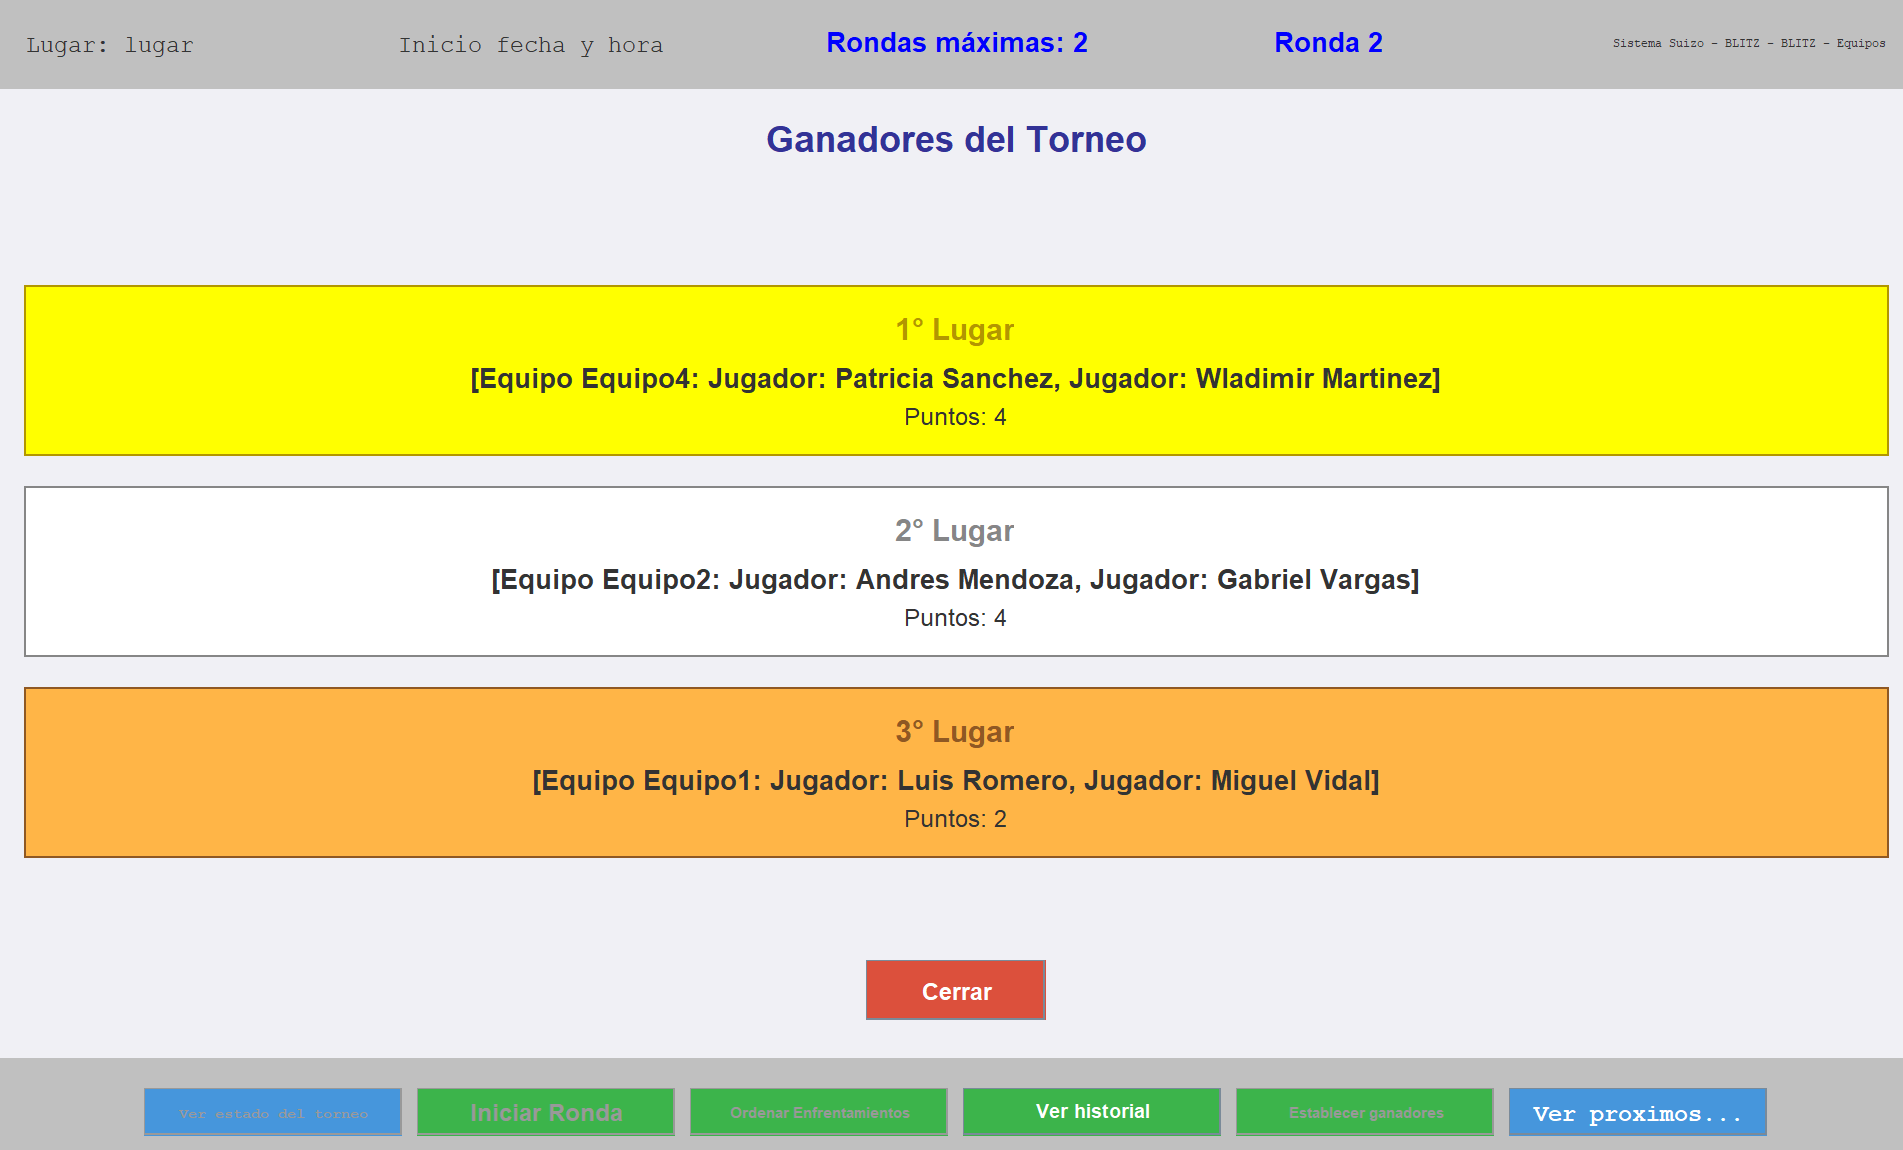 Lugar: lugar
Inicio fecha y hora
Rondas máximas: 2
Ronda 2
Sistema Suizo - BLITZ - BLITZ - Equipos
Ganadores del Torneo
1° Lugar
[Equipo Equipo4: Jugador: Patricia Sanchez, Jugador: Wladimir Martinez]
Puntos: 4
2° Lugar
[Equipo Equipo2: Jugador: Andres Mendoza, Jugador: Gabriel Vargas]
Puntos: 4
3° Lugar
[Equipo Equipo1: Jugador: Luis Romero, Jugador: Miguel Vidal]
Puntos: 2
Cerrar
Ver estado del torneo
Iniciar Ronda
Ordenar Enfrentamientos
Ver historial
Establecer ganadores
Ver proximos...